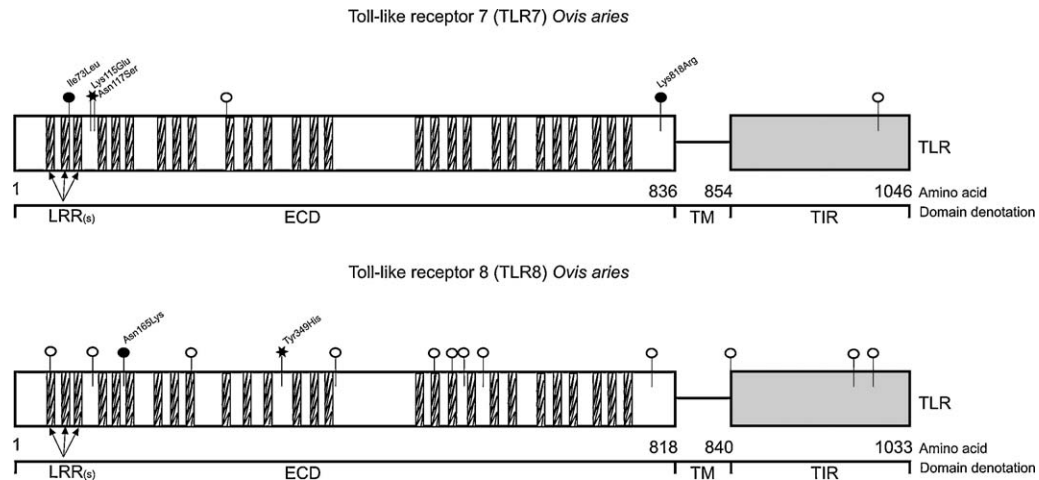 Toll-like receptor 7 (TLR7) Ovis aries
Ile73Leu
Lys115Glu
Asn117Ser
Lys818Arg
TLR
1 836 854 1046 Amino acid
LRR(s) ECD TM TIR Domain denotation
Toll-like receptor 8 (TLR8) Ovis aries
Asn165Lys
Tyr349His
TLR
1 818 840 1033 Amino acid
LRR(s) ECD TM TIR Domain denotation